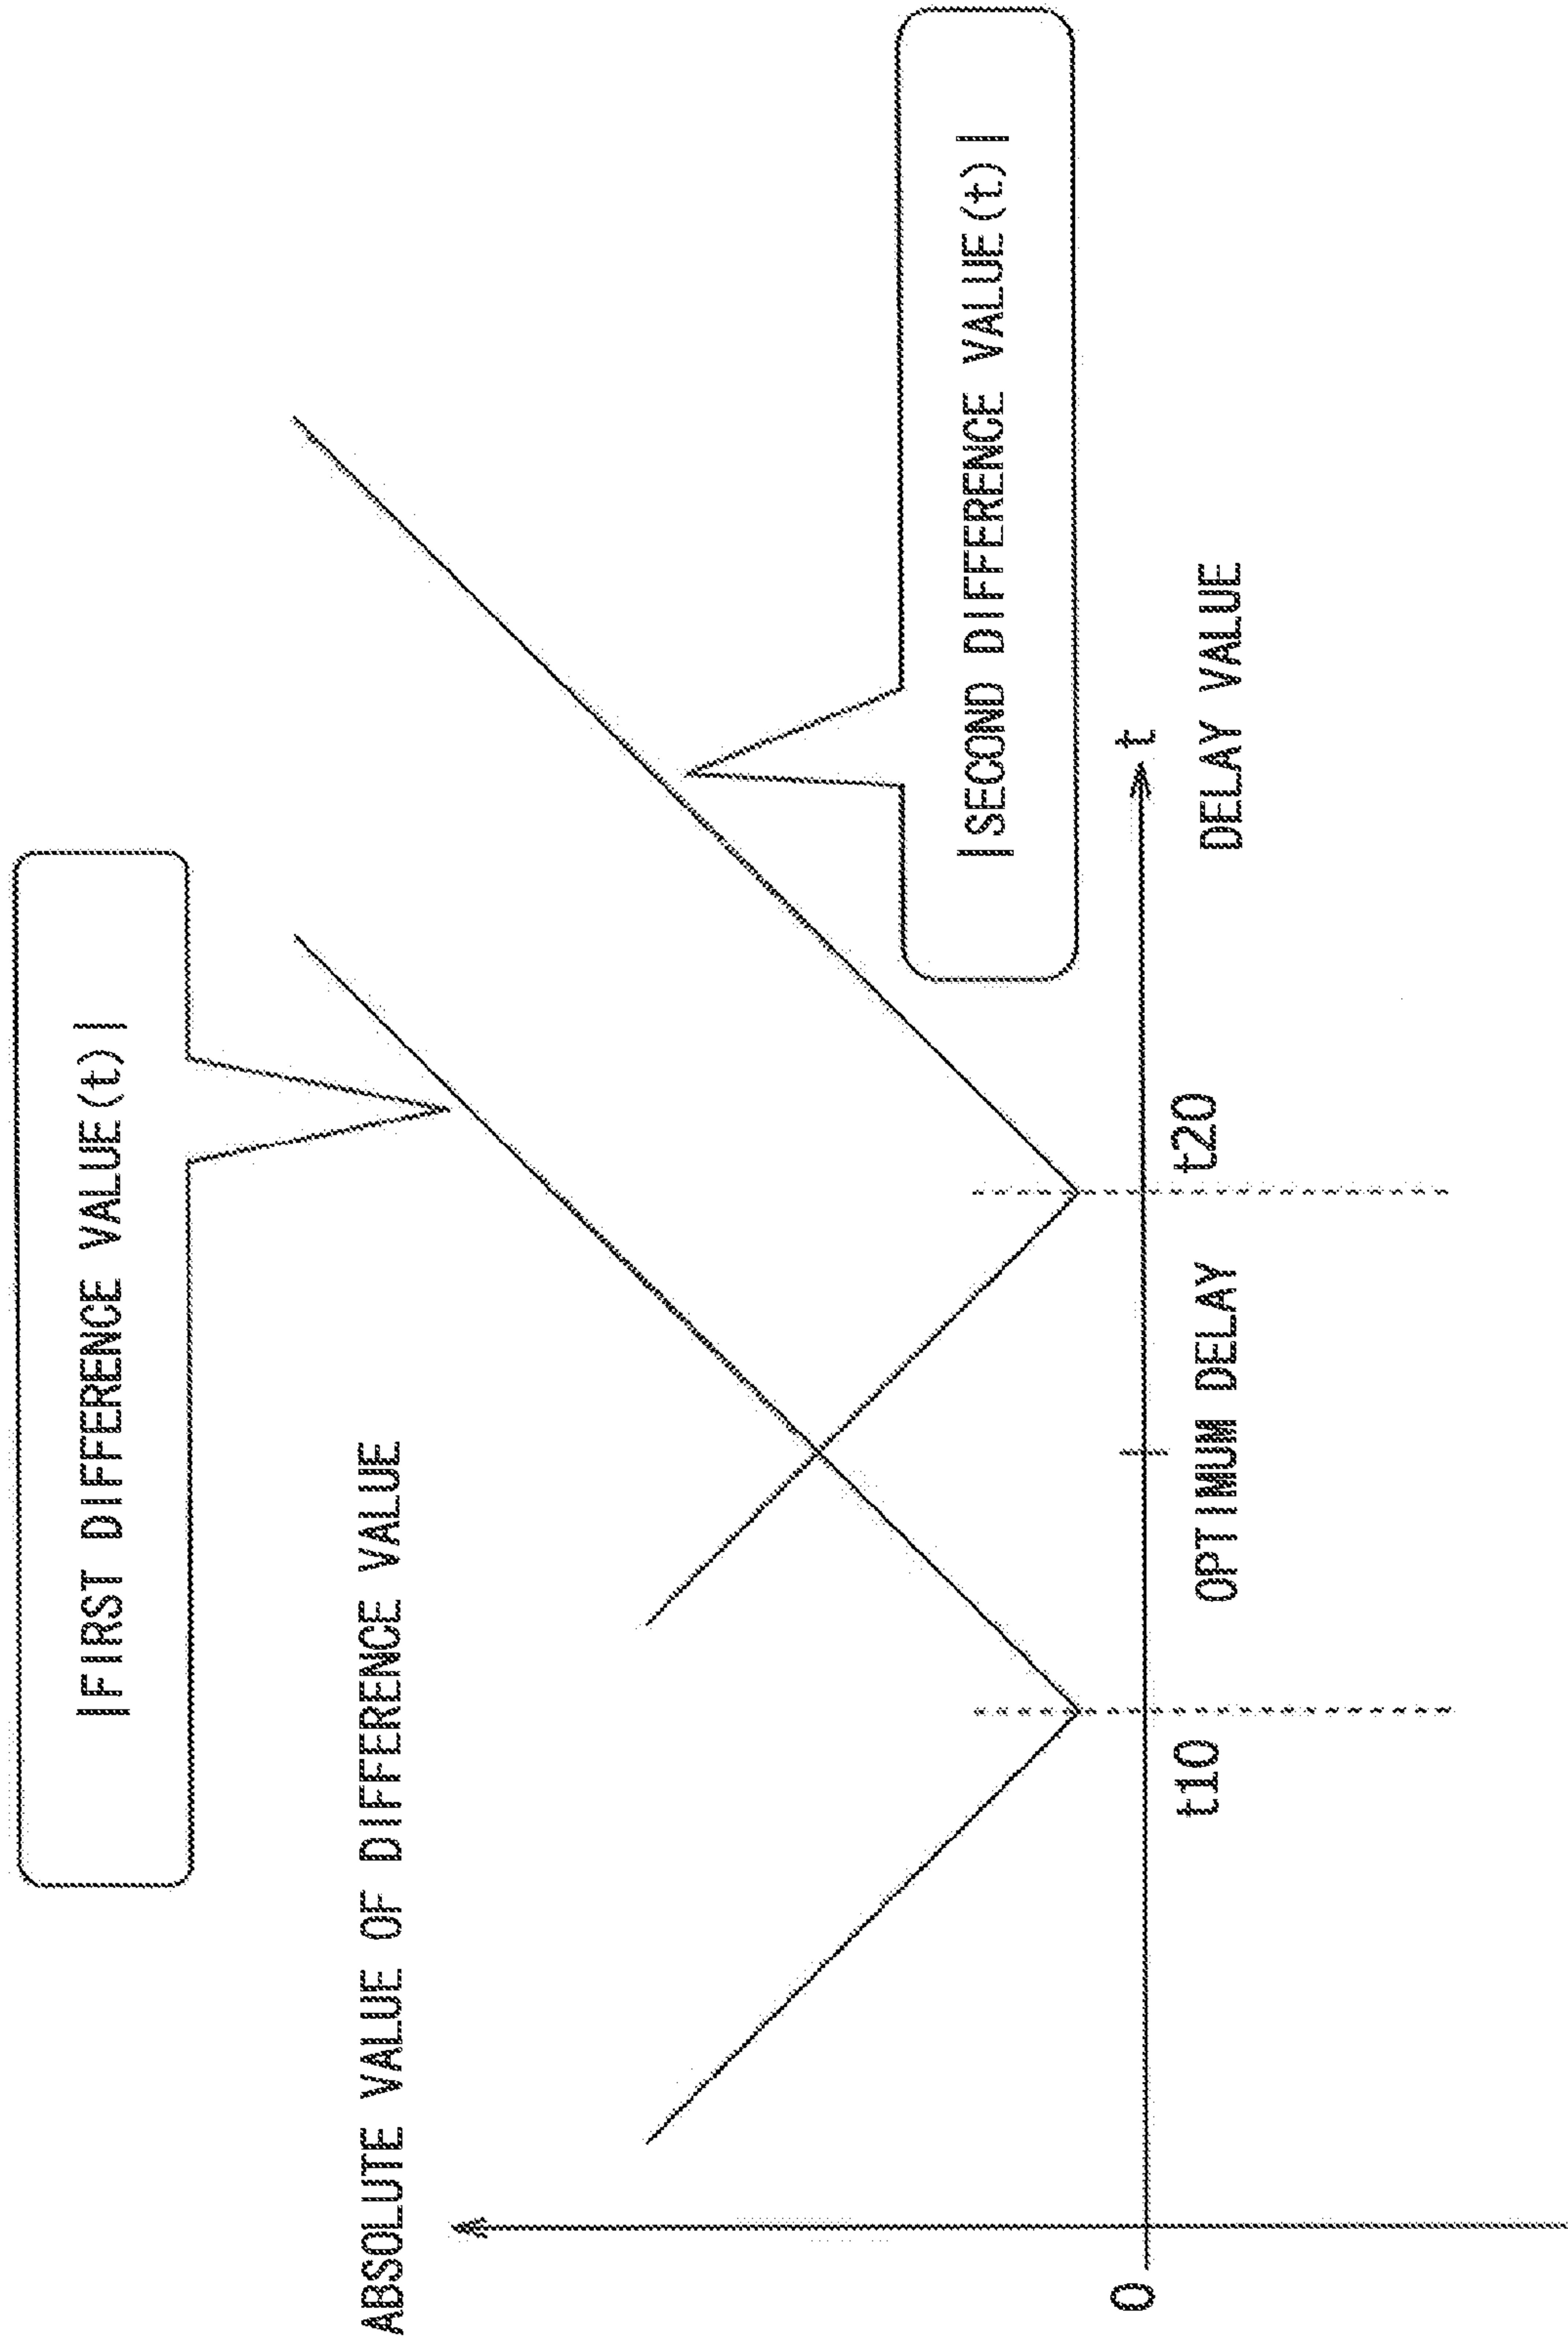 |FIRST DIFFERENCE VALUE(t)|
ABSOLUTE VALUE OF DIFFERENCE VALUE
|SECOND DIFFERENCE VALUE(t)|
0
t
t10
t20
OPTIMUM DELAY
DELAY VALUE